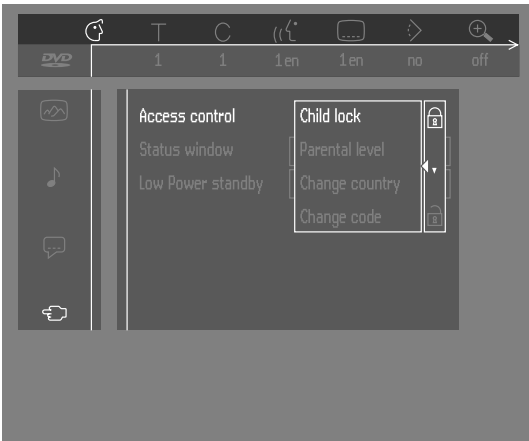 T C
DVD 1 1 1 en 1 en no off
Access control Child lock
Status window Parental level
Low Power standby Change country
Change code